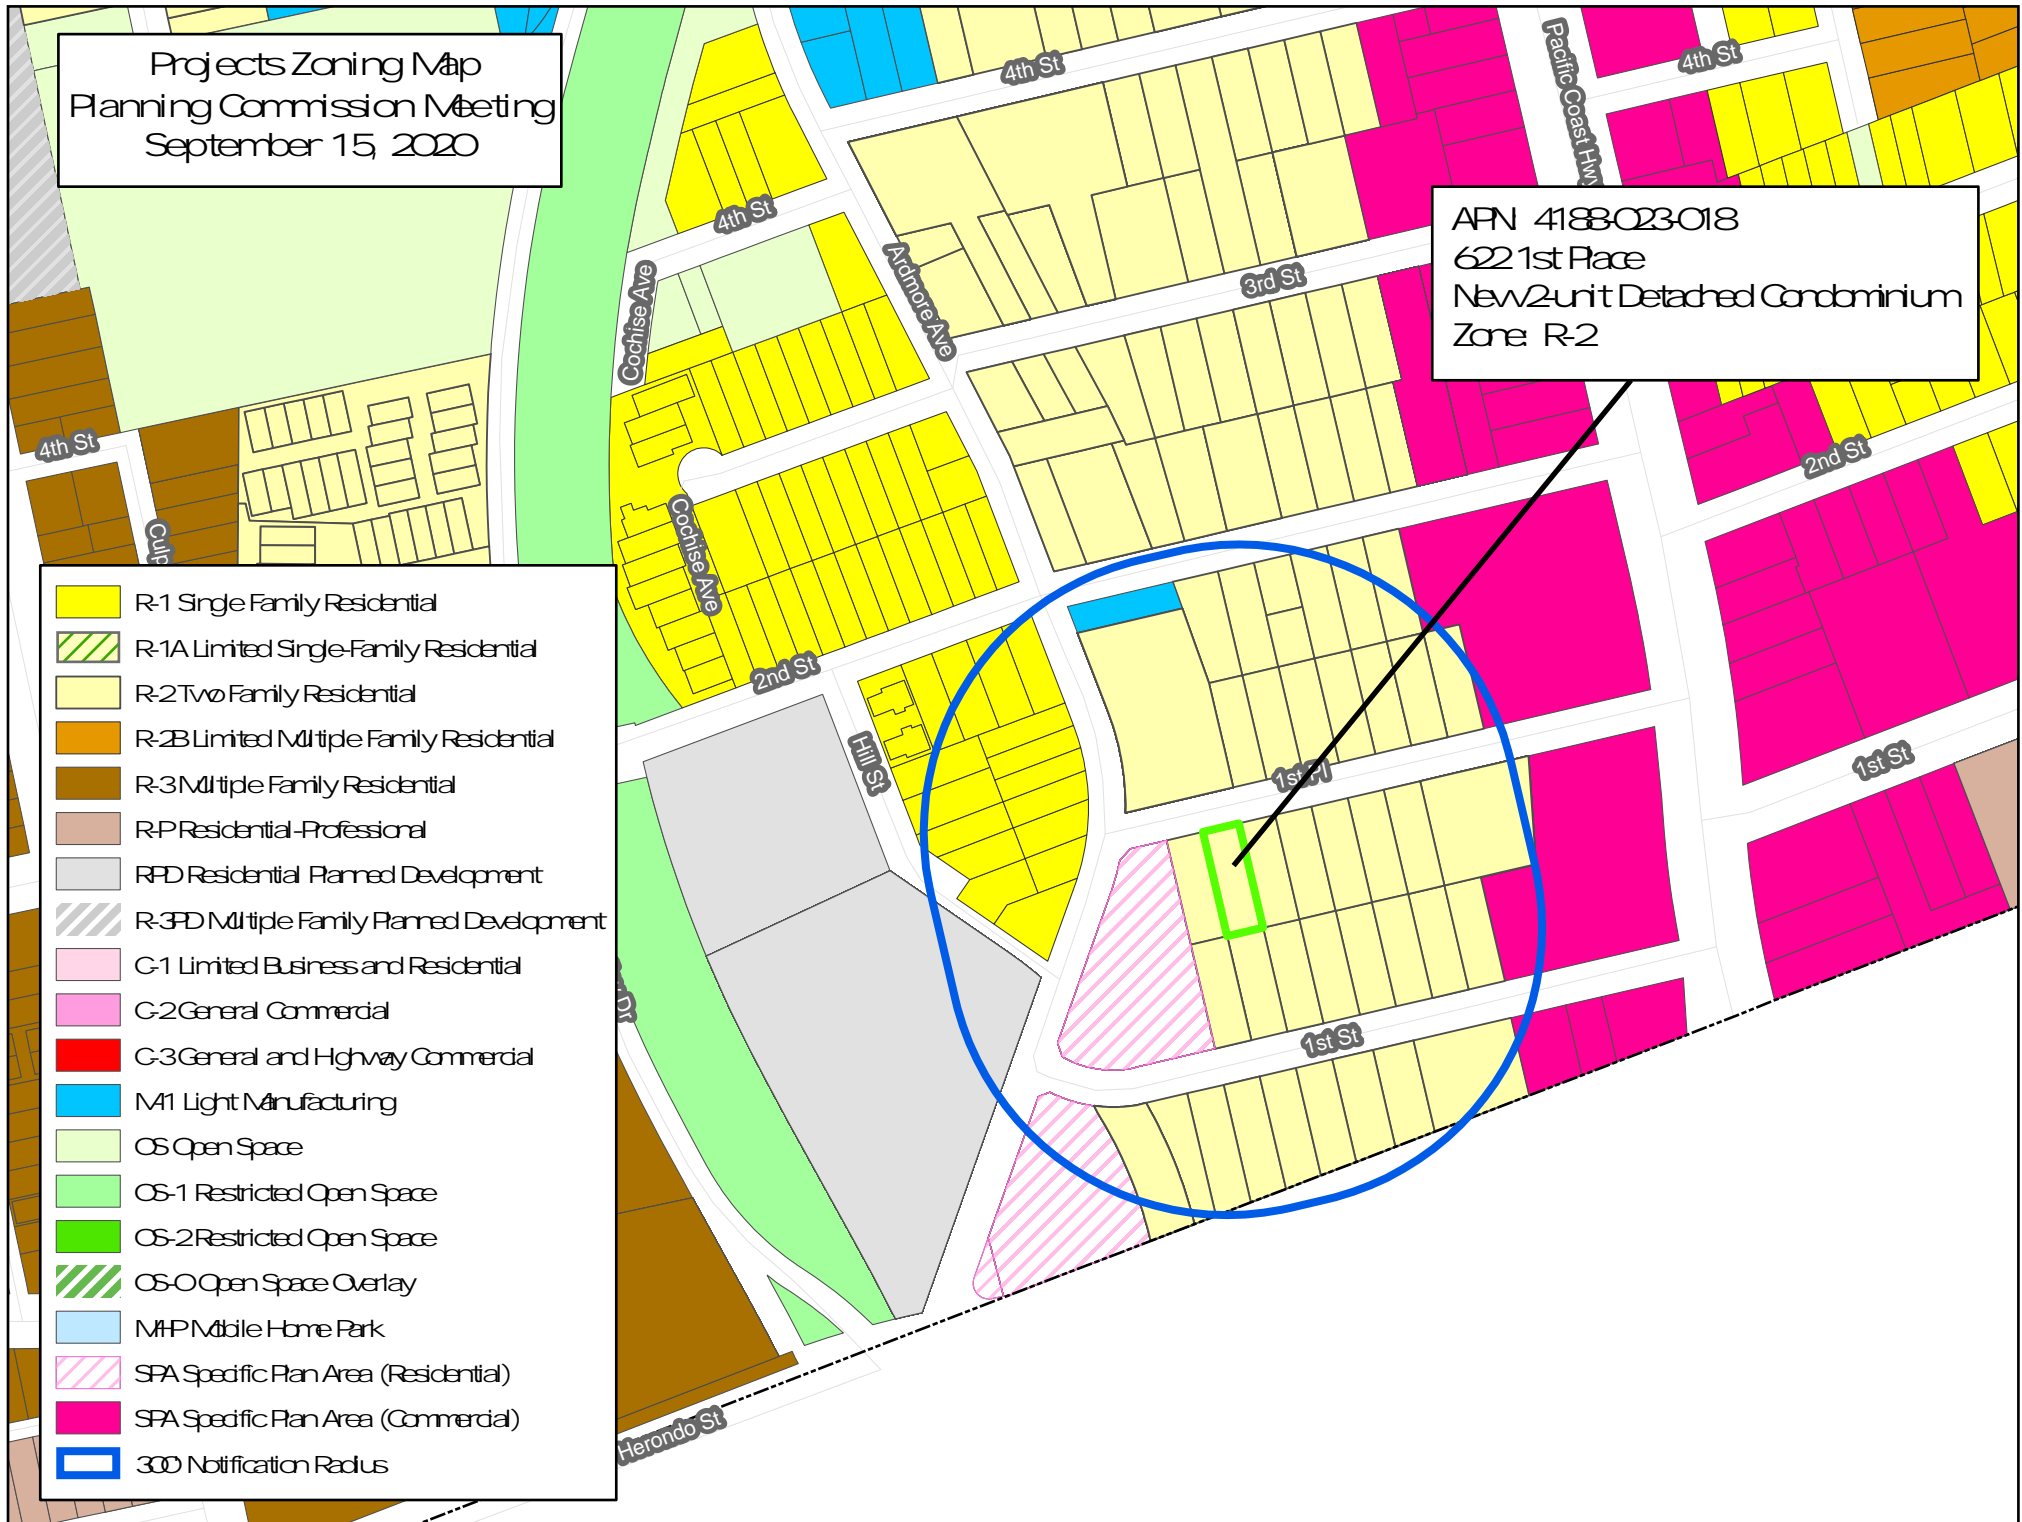 Projects Zoning Map
Planning Commission Meeting
September 15, 2020
4th St
Pacific Coast Hwy
4th St
4th St
Ardmore Ave
Cochise Ave
3rd St
APN: 4188-023-018
622 1st Place
New 2-unit Detached Condominium
Zone: R-2
4th St
2nd St
Cochise Ave
2nd St
Hill St
1st Pl
1st St
1st St
Herondo St
R-1 Single Family Residential
R-1A Limited Single-Family Residential
R-2 Two Family Residential
R-2B Limited Multiple Family Residential
R-3 Multiple Family Residential
R-P Residential-Professional
RPD Residential Planned Development
R-3PD Multiple Family Planned Development
C-1 Limited Business and Residential
C-2 General Commercial
C-3 General and Highway Commercial
M-1 Light Manufacturing
OS Open Space
OS-1 Restricted Open Space
OS-2 Restricted Open Space
OS-O Open Space Overlay
MHP Mobile Home Park
SPA Specific Plan Area (Residential)
SPA Specific Plan Area (Commercial)
300' Notification Radius